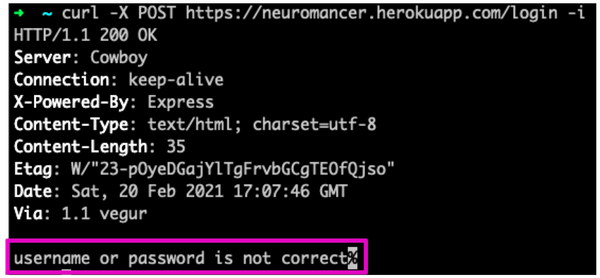 ➜ ~ curl -X POST https://neuromancer.herokuapp.com/login -i
HTTP/1.1 200 OK
Server: Cowboy
Connection: keep-alive
X-Powered-By: Express
Content-Type: text/html; charset=utf-8
Content-Length: 35
Etag: W/"23-pOyeDGajYlTgFrvbGCgTEOfQjso"
Date: Sat, 20 Feb 2021 17:07:46 GMT
Via: 1.1 vegur
username or password is not correct%